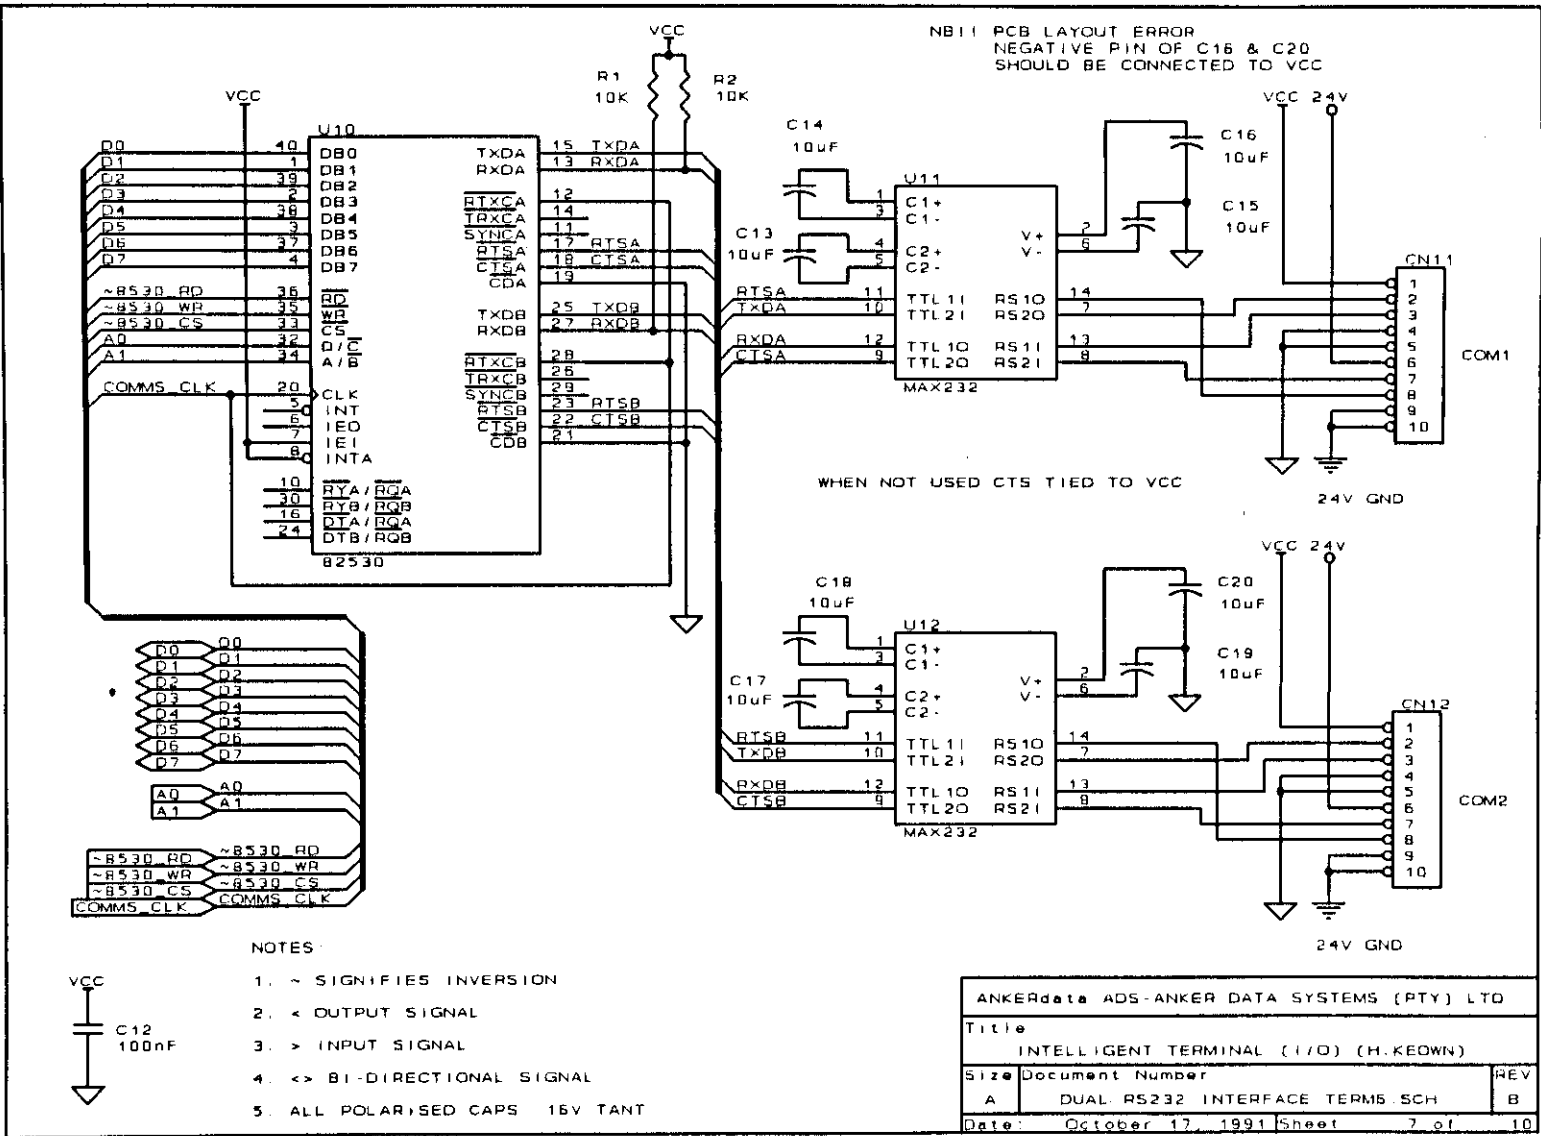 NB11 PCB LAYOUT ERROR
NEGATIVE PIN OF C16 & C20
SHOULD BE CONNECTED TO VCC
VCC
R1
10K
R2
10K
VCC
U10
D0 40 DB0
D1 1 DB1
D2 39 DB2
D3 2 DB3
D4 38 DB4
D5 3 DB5
D6 37 DB6
D7 4 DB7
~8530_RD 36 RD
~8530_WR 35 WR
~8530_CS 33 CS
A0 32 D/C
A1 34 A/B
COMMS_CLK 20 CLK
5 INT
6 IEO
7 IEI
8 INTA
10 RYA/RQA
30 RYB/RQB
16 DTA/RQA
24 DTB/RQB
82530
TXDA 15 TXDA
RXDA 13 RXDA
RTXCA 12
TRXCA 14
SYNCA 11
RTSA 17 RTSA
CTSA 18 CTSA
CDA 19
TXDB 25 TXDB
RXDB 27 RXDB
RTXCB 28
TRXCB 26
SYNCB 29
RTSB 23 RTSB
CTSB 22 CTSB
CDB 21
C14
10uF
C13
10uF
U11
1 C1+
3 C1-
4 C2+
5 C2-
RTSA 11 TTL1I
TXDA 10 TTL2I
RXDA 12 TTL1O
CTSA 9 TTL2O
V+ 2
V- 6
RS1O 14
RS2O 7
RS1I 13
RS2I 8
MAX232
C16
10uF
C15
10uF
VCC 24V
CN11
1
2
3
4
5
6
7
8
9
10
COM1
24V GND
WHEN NOT USED CTS TIED TO VCC
C18
10uF
C17
10uF
U12
1 C1+
3 C1-
4 C2+
5 C2-
RTSB 11 TTL1I
TXDB 10 TTL2I
RXDB 12 TTL1O
CTSB 9 TTL2O
V+ 2
V- 6
RS1O 14
RS2O 7
RS1I 13
RS2I 8
MAX232
C20
10uF
C19
10uF
VCC 24V
CN12
1
2
3
4
5
6
7
8
9
10
COM2
24V GND
D0 D0
D1 D1
D2 D2
D3 D3
D4 D4
D5 D5
D6 D6
D7 D7
A0 A0
A1 A1
~8530_RD ~8530_RD
~8530_WR ~8530_WR
~8530_CS ~8530_CS
COMMS_CLK COMMS_CLK
VCC
C12
100nF
NOTES
1. ~ SIGNIFIES INVERSION
2. < OUTPUT SIGNAL
3. > INPUT SIGNAL
4. <> BI-DIRECTIONAL SIGNAL
5. ALL POLARISED CAPS 16V TANT
ANKERdata ADS-ANKER DATA SYSTEMS (PTY) LTD
Title
INTELLIGENT TERMINAL (I/O) (H.KEOWN)
Size Document Number REV
A DUAL RS232 INTERFACE TERM6.SCH B
Date: October 17, 1991 Sheet 7 of 10